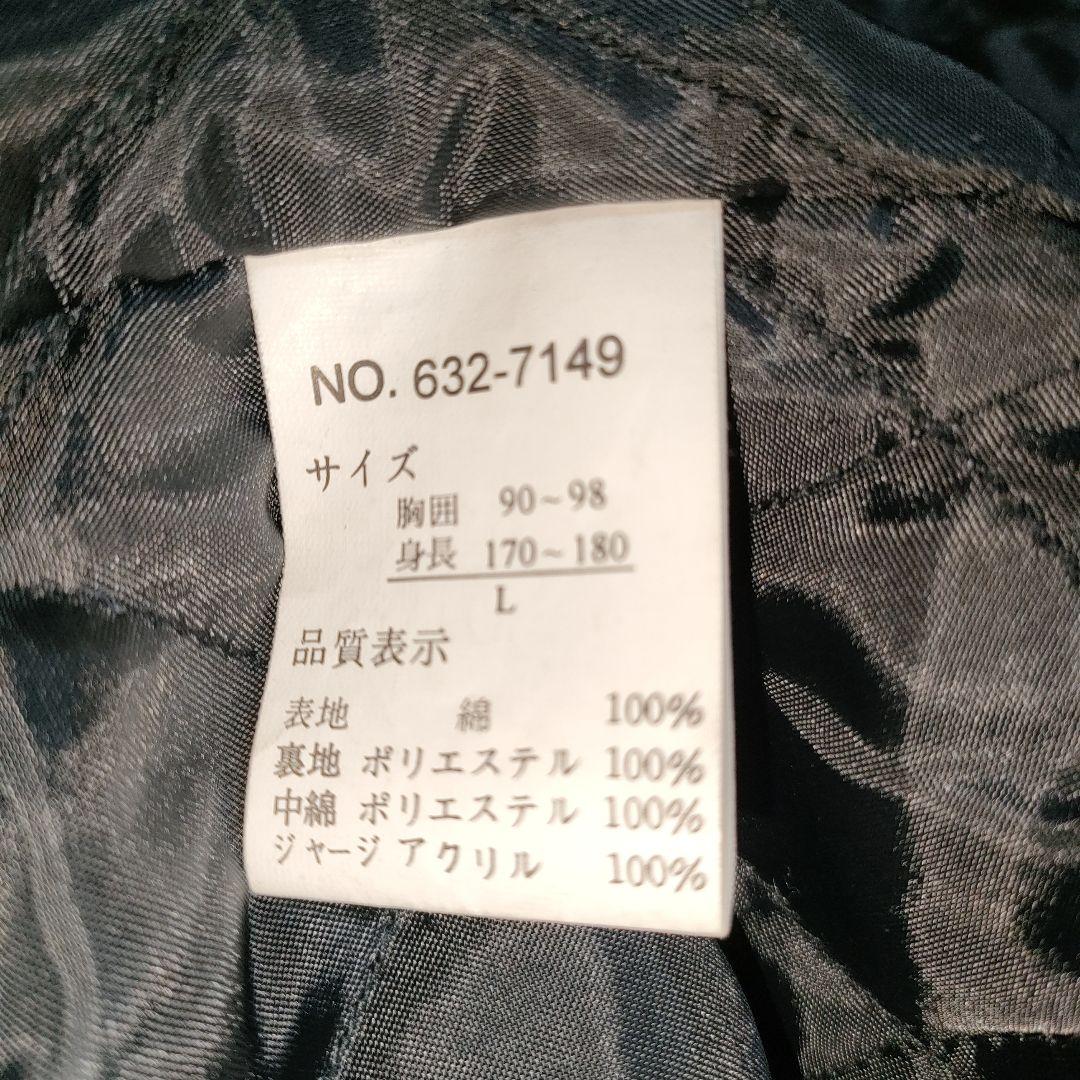 NO. 632-7149
サイズ
胸囲 90~98
身長 170~180
L
品質表示
表地 綿 100%
裏地 ポリエステル 100%
中綿 ポリエステル 100%
ジャージ アクリル 100%